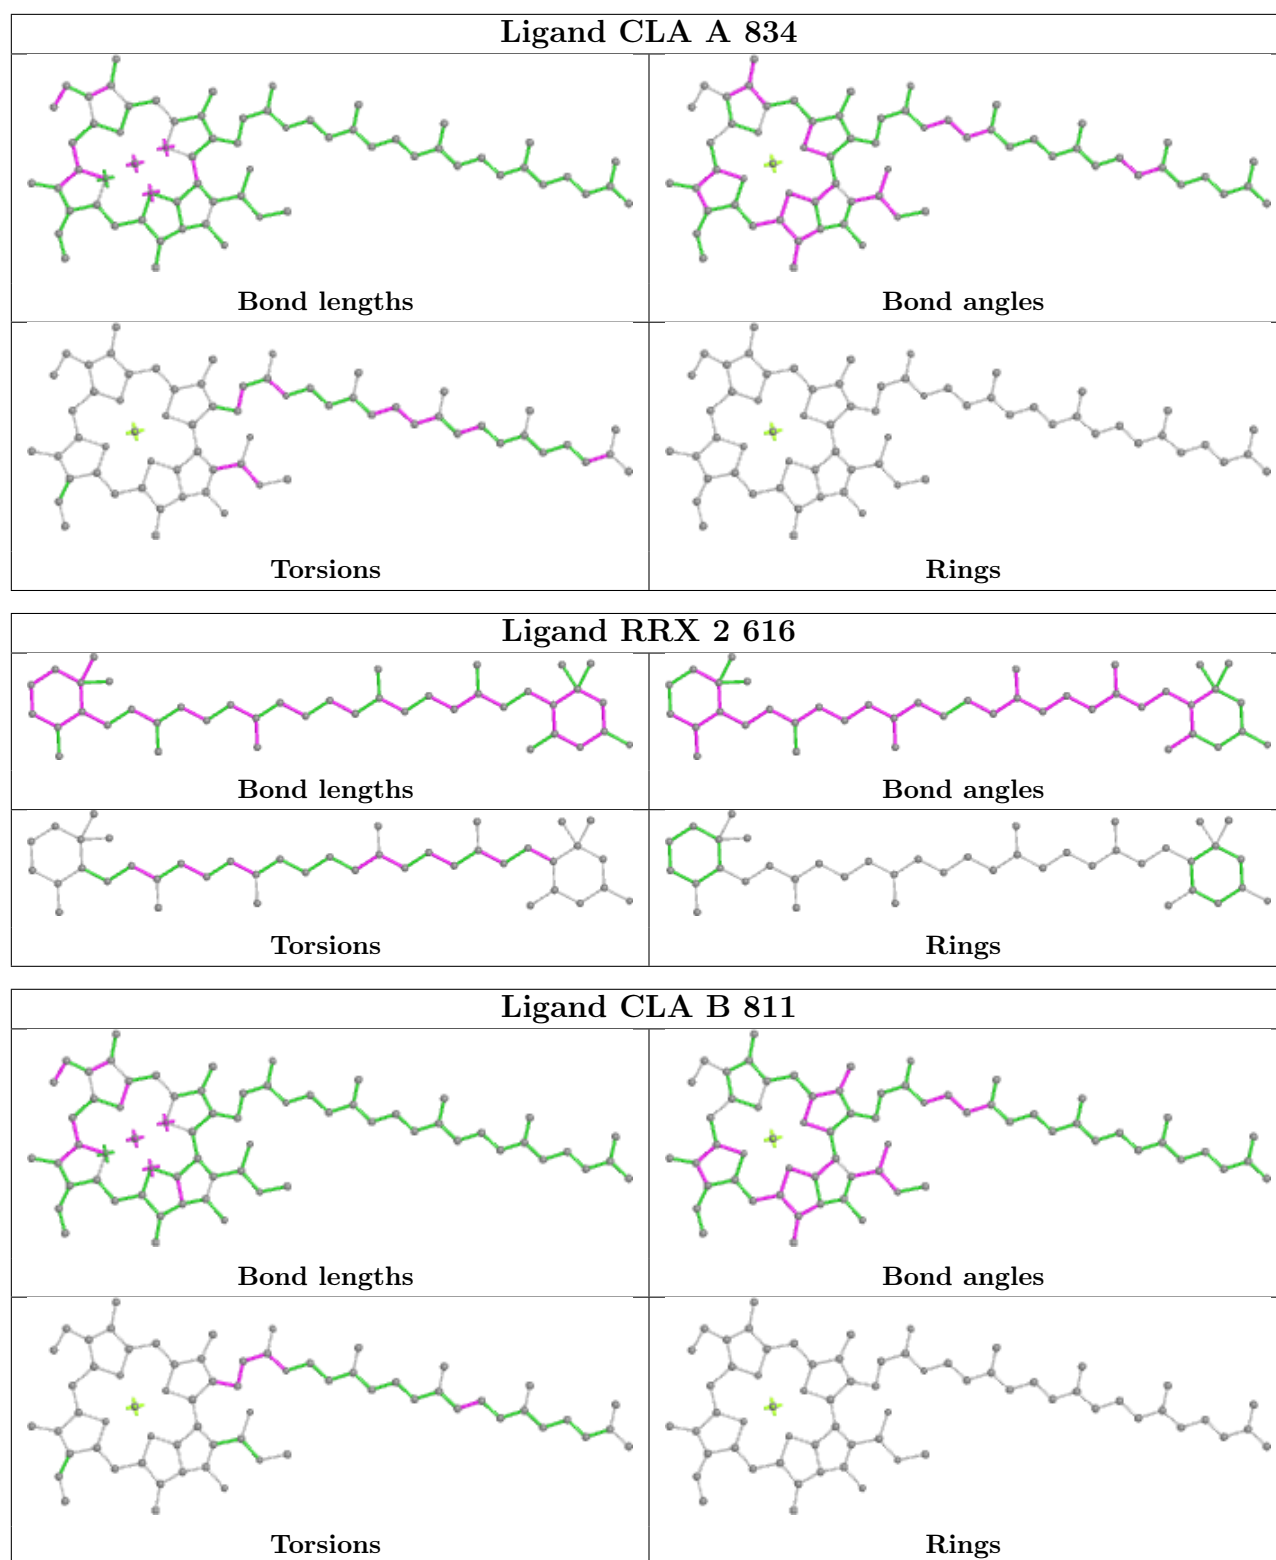 Ligand CLA A 834
Bond lengths
Bond angles
Torsions
Rings
Ligand RRX 2 616
Bond lengths
Bond angles
Torsions
Rings
Ligand CLA B 811
Bond lengths
Bond angles
Torsions
Rings